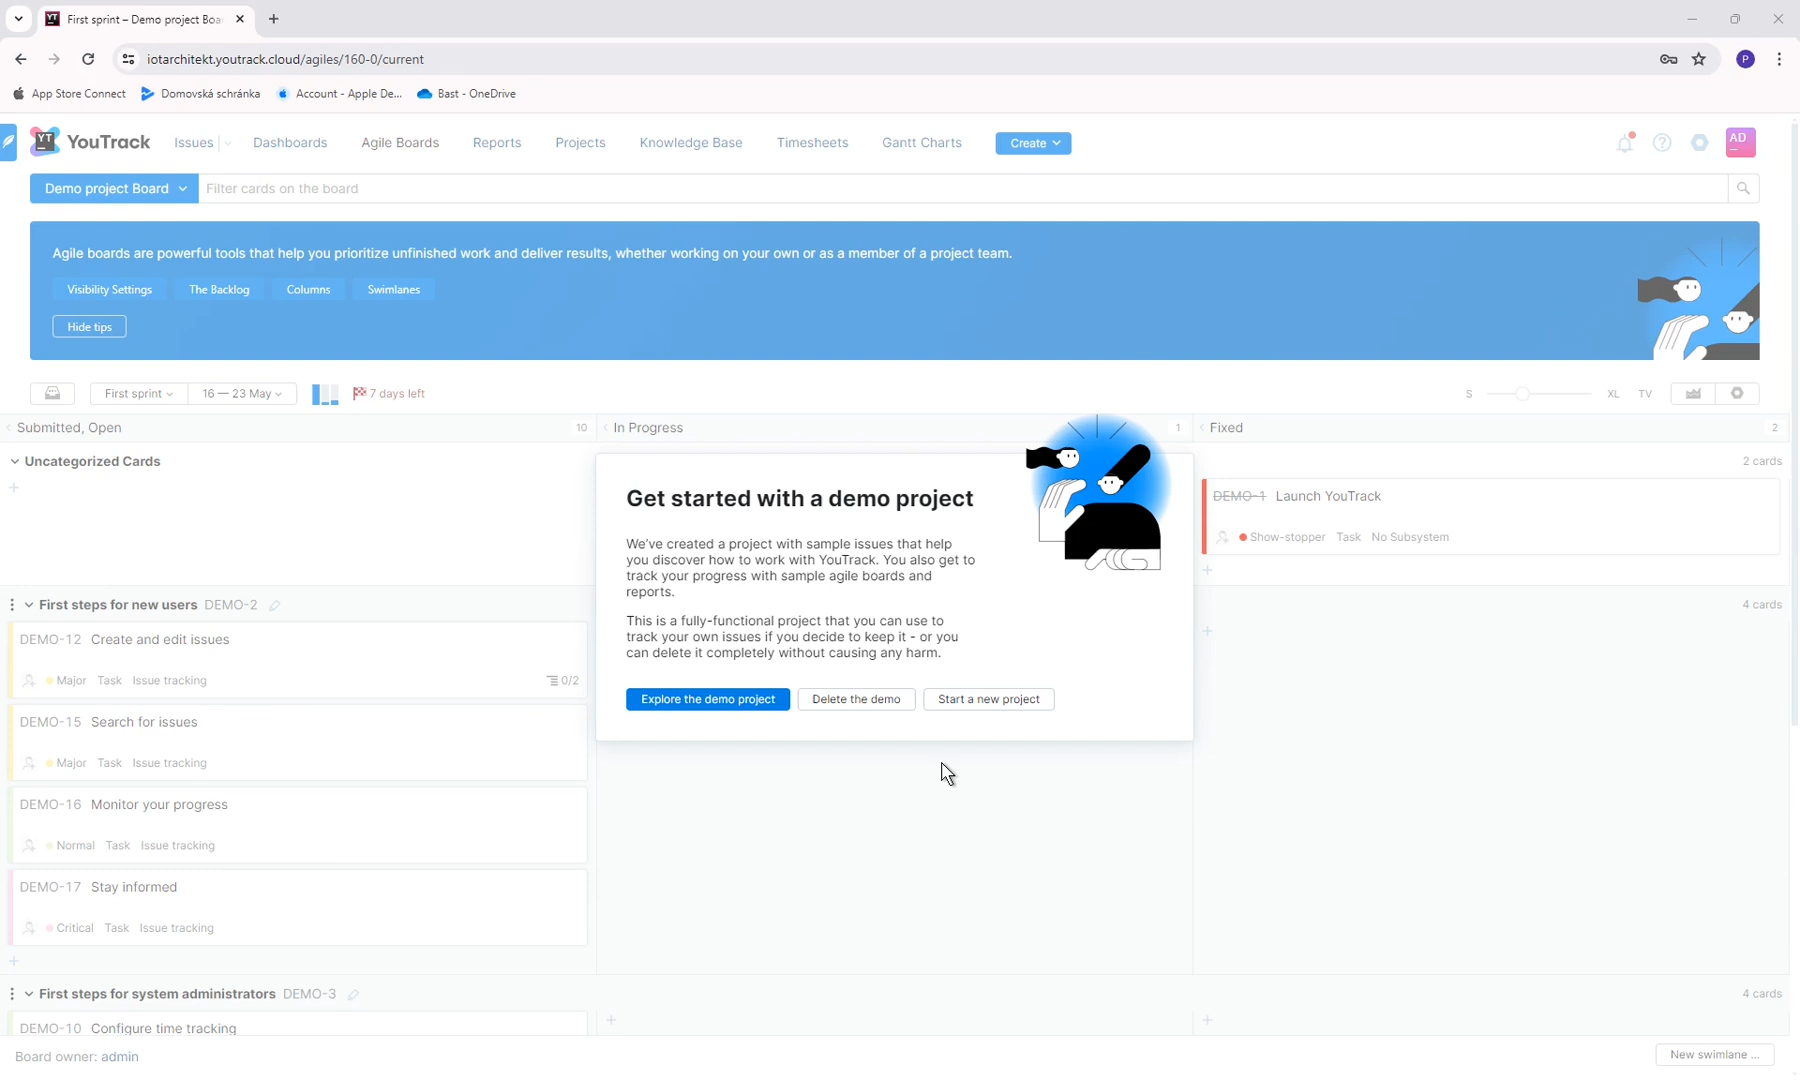 First sprint – Demo project Boa
iotarchitekt.youtrack.cloud/agiles/160-0/current
P
App Store Connect
Domovská schránka
Account - Apple De...
Bast - OneDrive
YT
YouTrack
Issues
Dashboards
Agile Boards
Reports
Projects
Knowledge Base
Timesheets
Gantt Charts
Create
AD
Demo project Board
Filter cards on the board
Agile boards are powerful tools that help you prioritize unfinished work and deliver results, whether working on your own or as a member of a project team.
Visibility Settings
The Backlog
Columns
Swimlanes
Hide tips
First sprint
16 — 23 May
7 days left
S
XL
TV
Submitted, Open
10
In Progress
1
Fixed
2
Uncategorized Cards
2 cards
DEMO-1 Launch YouTrack
Show-stopper Task No Subsystem
Get started with a demo project
We've created a project with sample issues that help
you discover how to work with YouTrack. You also get to
track your progress with sample agile boards and
reports.
This is a fully-functional project that you can use to
track your own issues if you decide to keep it - or you
can delete it completely without causing any harm.
Explore the demo project
Delete the demo
Start a new project
First steps for new users DEMO-2
4 cards
DEMO-12 Create and edit issues
Major Task Issue tracking
0/2
DEMO-15 Search for issues
Major Task Issue tracking
DEMO-16 Monitor your progress
Normal Task Issue tracking
DEMO-17 Stay informed
Critical Task Issue tracking
First steps for system administrators DEMO-3
4 cards
DEMO-10 Configure time tracking
Board owner: admin
New swimlane ...